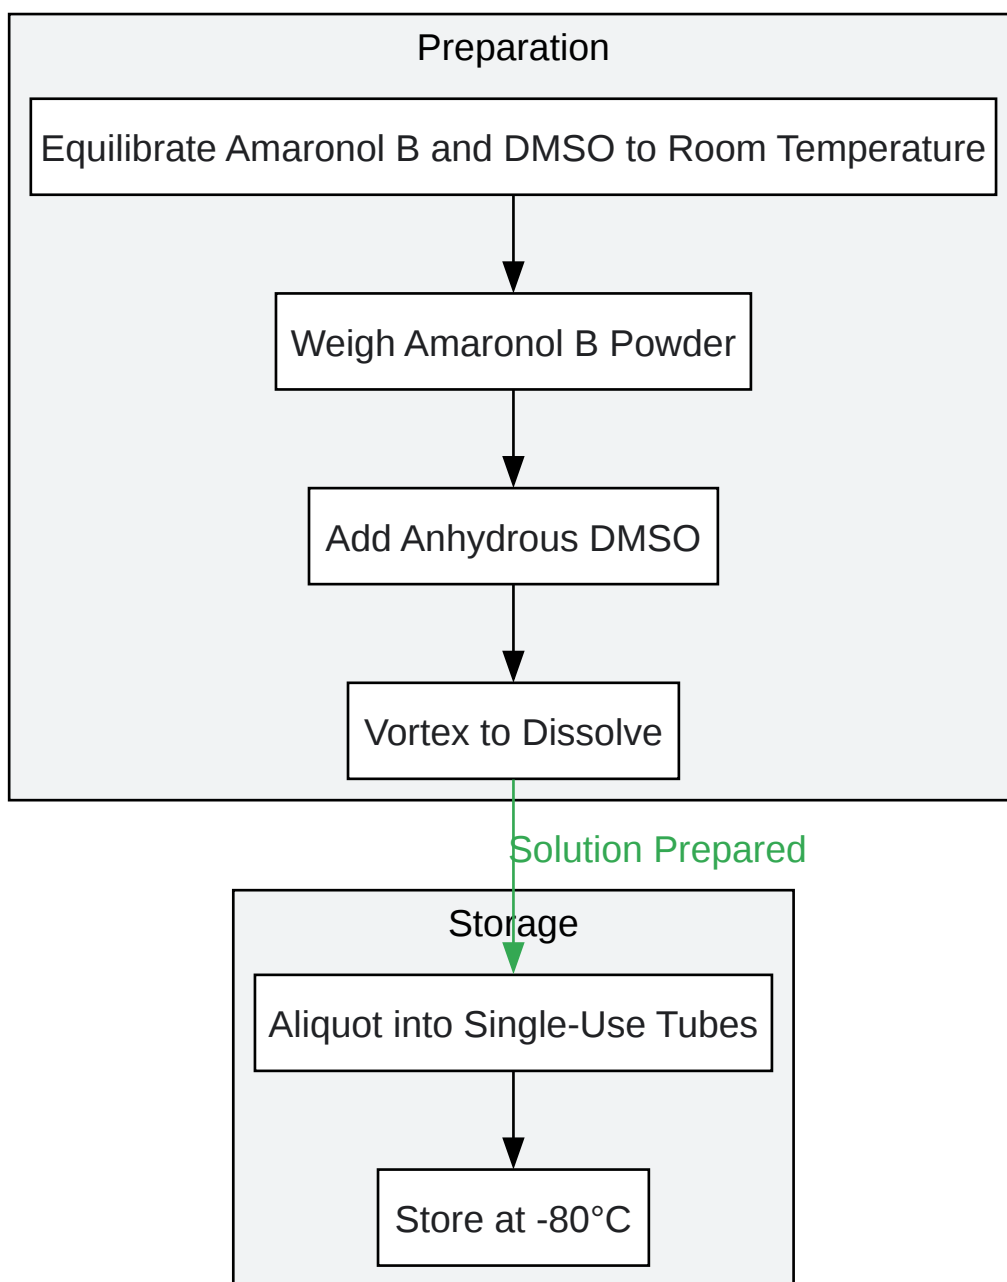 Preparation
Equilibrate Amaronol B and DMSO to Room Temperature
Weigh Amaronol B Powder
Add Anhydrous DMSO
Vortex to Dissolve
Solution Prepared
Storage
Aliquot into Single-Use Tubes
Store at -80°C